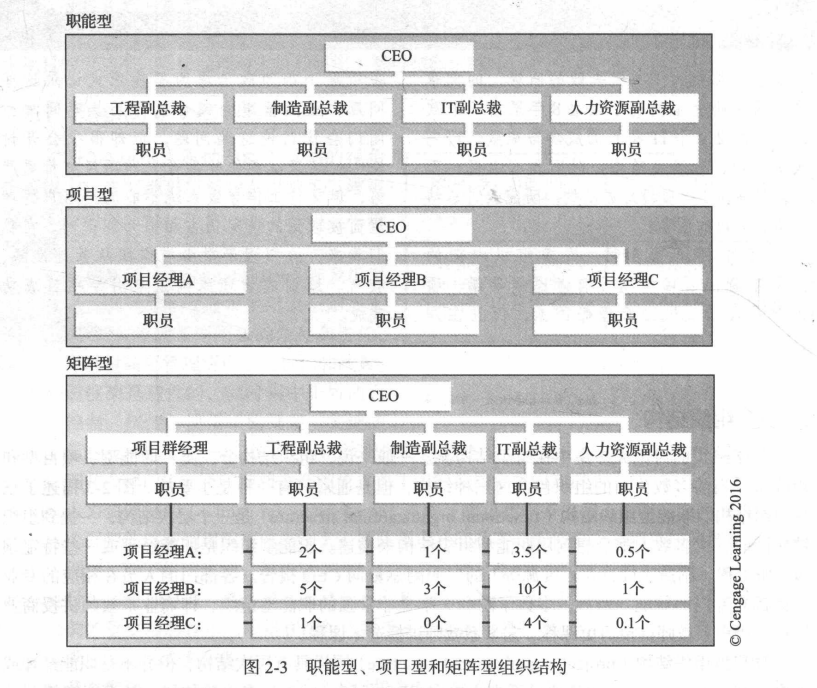 职能型
CEO
工程副总裁 制造副总裁 IT副总裁 人力资源副总裁
职员 职员 职员 职员
项目型
CEO
项目经理A 项目经理B 项目经理C
职员 职员 职员
矩阵型
CEO
项目群经理 工程副总裁 制造副总裁 IT副总裁 人力资源副总裁
职员 职员 职员 职员 职员
项目经理A： 2个 1个 3.5个 0.5个
项目经理B： 5个 3个 10个 1个
项目经理C： 1个 0个 4个 0.1个
© Cengage Learning 2016
图 2-3 职能型、项目型和矩阵型组织结构